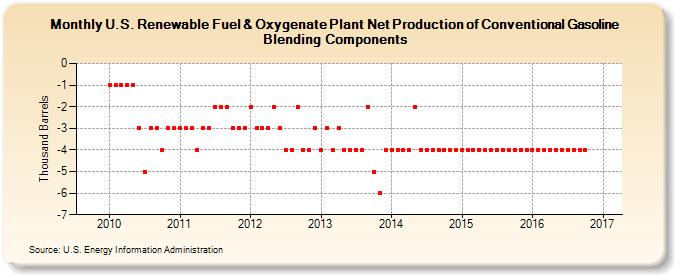 Monthly U.S. Renewable Fuel & Oxygenate Plant Net Production of Conventional Gasoline
Blending Components
Thousand Barrels
0
-1
-2
-3
-4
-5
-6
-7
2010 2011 2012 2013 2014 2015 2016 2017
Source: U.S. Energy Information Administration